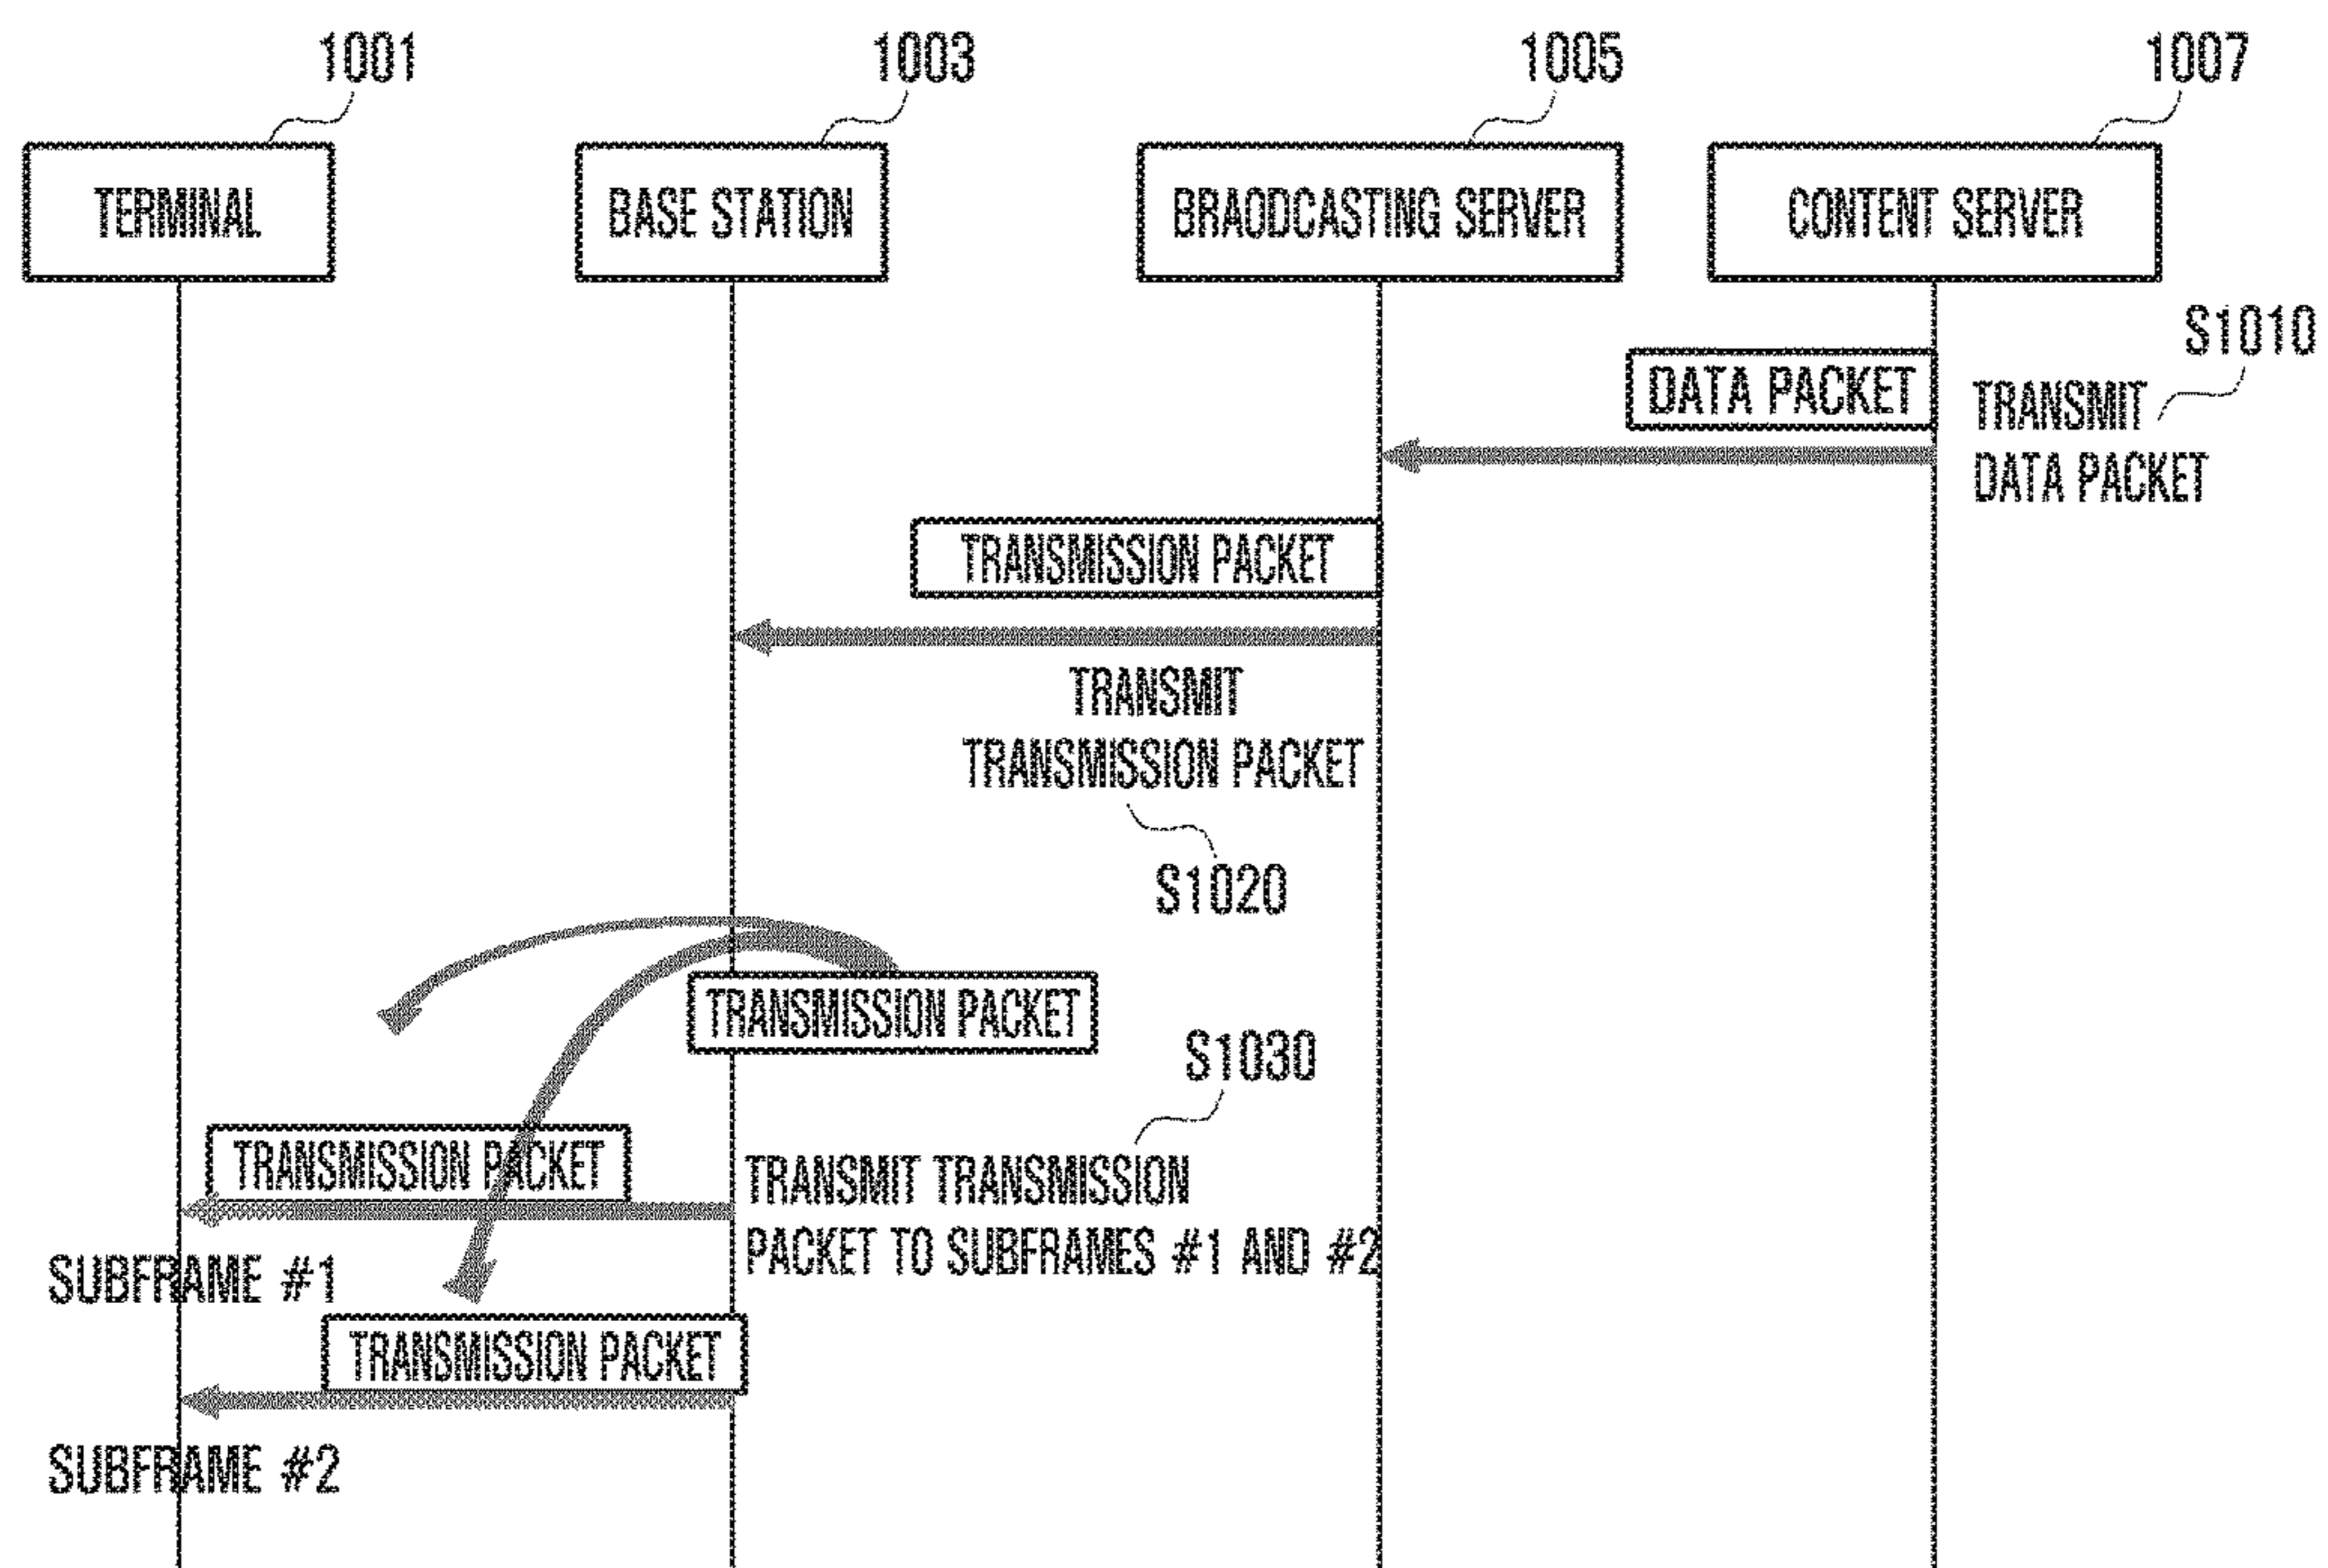 1001
1003
1005
1007
TERMINAL
BASE STATION
BRAODCASTING SERVER
CONTENT SERVER
S1010
DATA PACKET
TRANSMIT
DATA PACKET
TRANSMISSION PACKET
TRANSMIT
TRANSMISSION PACKET
S1020
TRANSMISSION PACKET
S1030
TRANSMISSION PACKET
TRANSMIT TRANSMISSION
PACKET TO SUBFRAMES #1 AND #2
SUBFRAME #1
TRANSMISSION PACKET
SUBFRAME #2